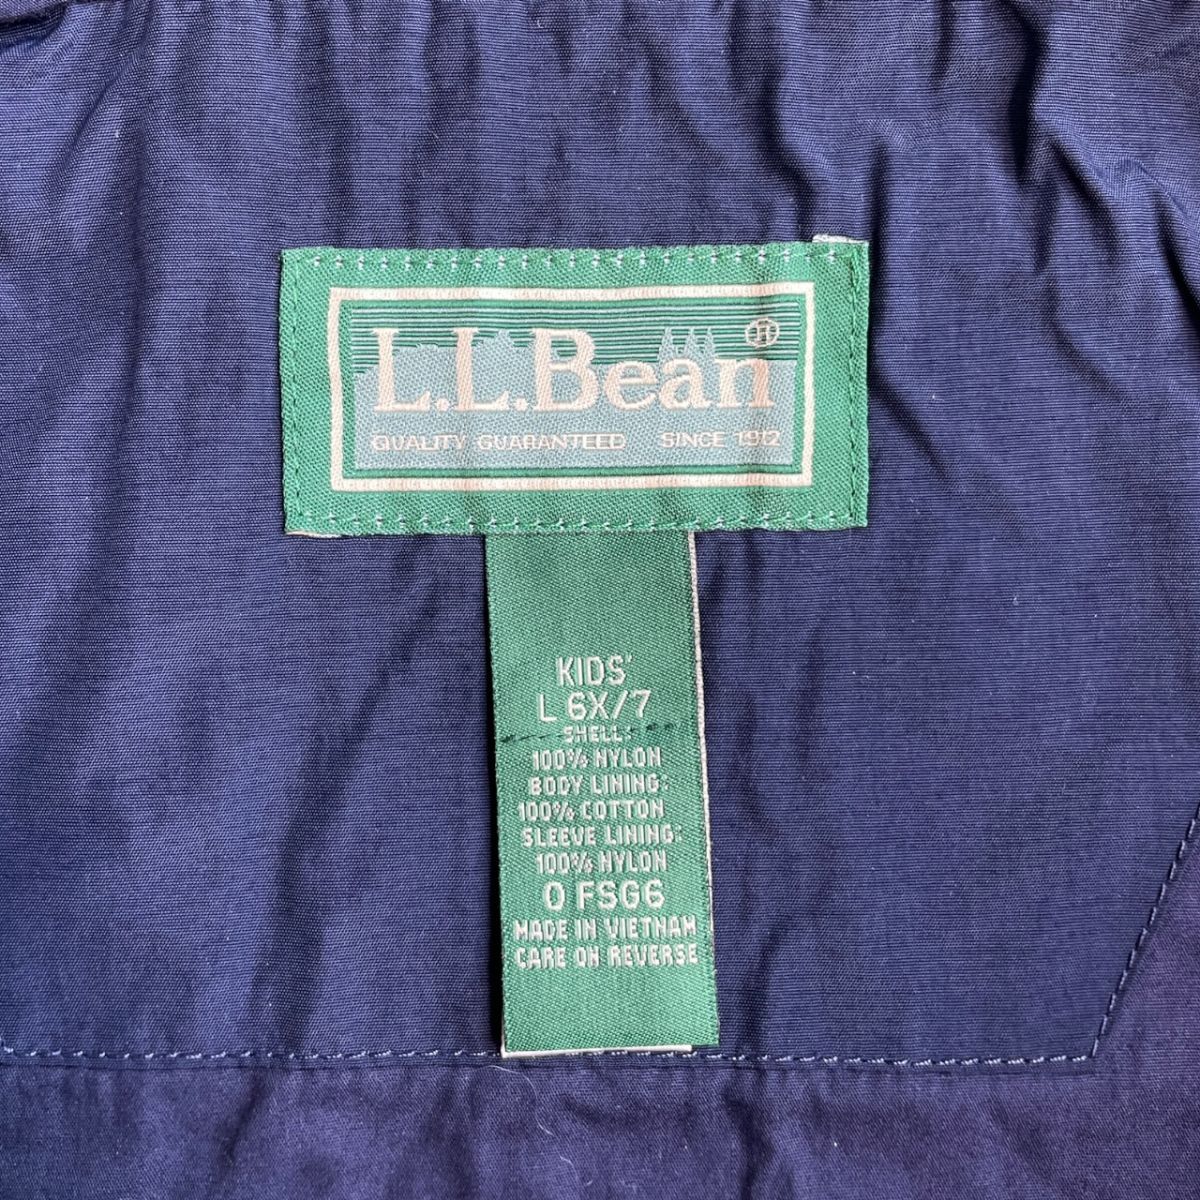 L.L.Bean®
QUALITY GUARANTEED SINCE 1912
KIDS'
L 6X/7
SHELL:
100% NYLON
BODY LINING:
100% COTTON
SLEEVE LINING:
100% NYLON
0 FSG6
MADE IN VIETNAM
CARE ON REVERSE